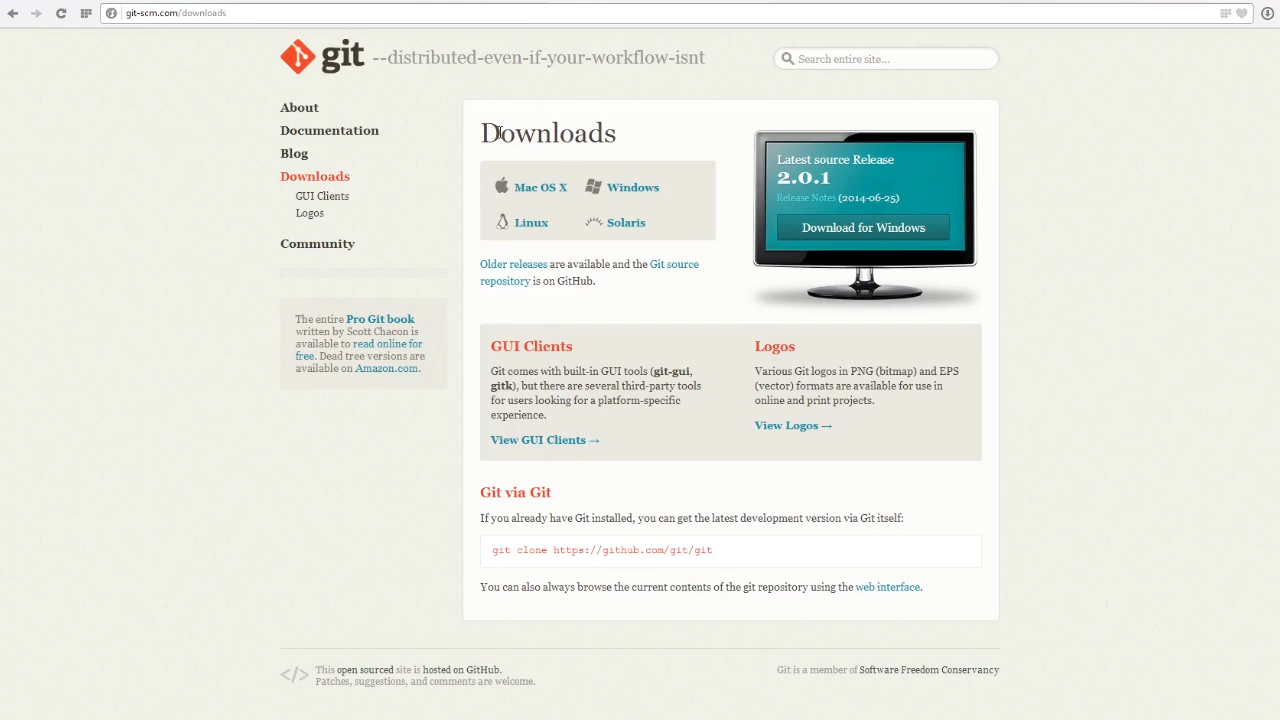 git-scm.com/downloads
git --distributed-even-if-your-workflow-isnt
Search entire site...
About
Documentation
Blog
Downloads
GUI Clients
Logos
Community
The entire Pro Git book
written by Scott Chacon is
available to read online for
free. Dead tree versions are
available on Amazon.com.
Downloads
Mac OS X
Windows
Linux
Solaris
Older releases are available and the Git source
repository is on GitHub.
Latest source Release
2.0.1
Release Notes (2014-06-25)
Download for Windows
GUI Clients
Git comes with built-in GUI tools (git-gui,
gitk), but there are several third-party tools
for users looking for a platform-specific
experience.
View GUI Clients →
Logos
Various Git logos in PNG (bitmap) and EPS
(vector) formats are available for use in
online and print projects.
View Logos →
Git via Git
If you already have Git installed, you can get the latest development version via Git itself:
git clone https://github.com/git/git
You can also always browse the current contents of the git repository using the web interface.
</> This open sourced site is hosted on GitHub.
Patches, suggestions, and comments are welcome.
Git is a member of Software Freedom Conservancy